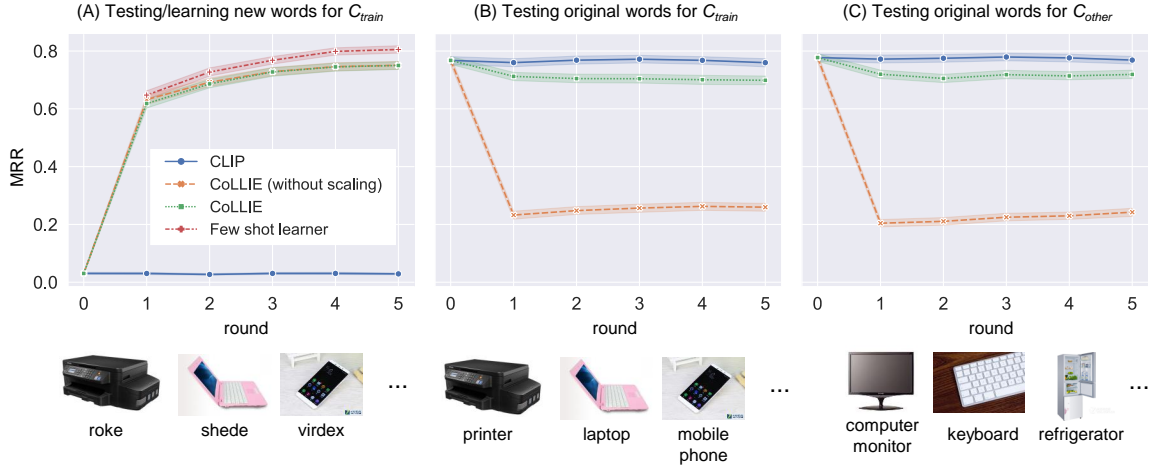 (A) Testing/learning new words for C_train
(B) Testing original words for C_train
(C) Testing original words for C_other
MRR
0.8
0.6
0.4
0.2
0.0
CLIP
CoLLIE (without scaling)
CoLLIE
Few shot learner
0 1 2 3 4 5
0 1 2 3 4 5
0 1 2 3 4 5
round
round
round
roke shede virdex ...
printer laptop mobile phone ...
computer monitor keyboard refrigerator ...